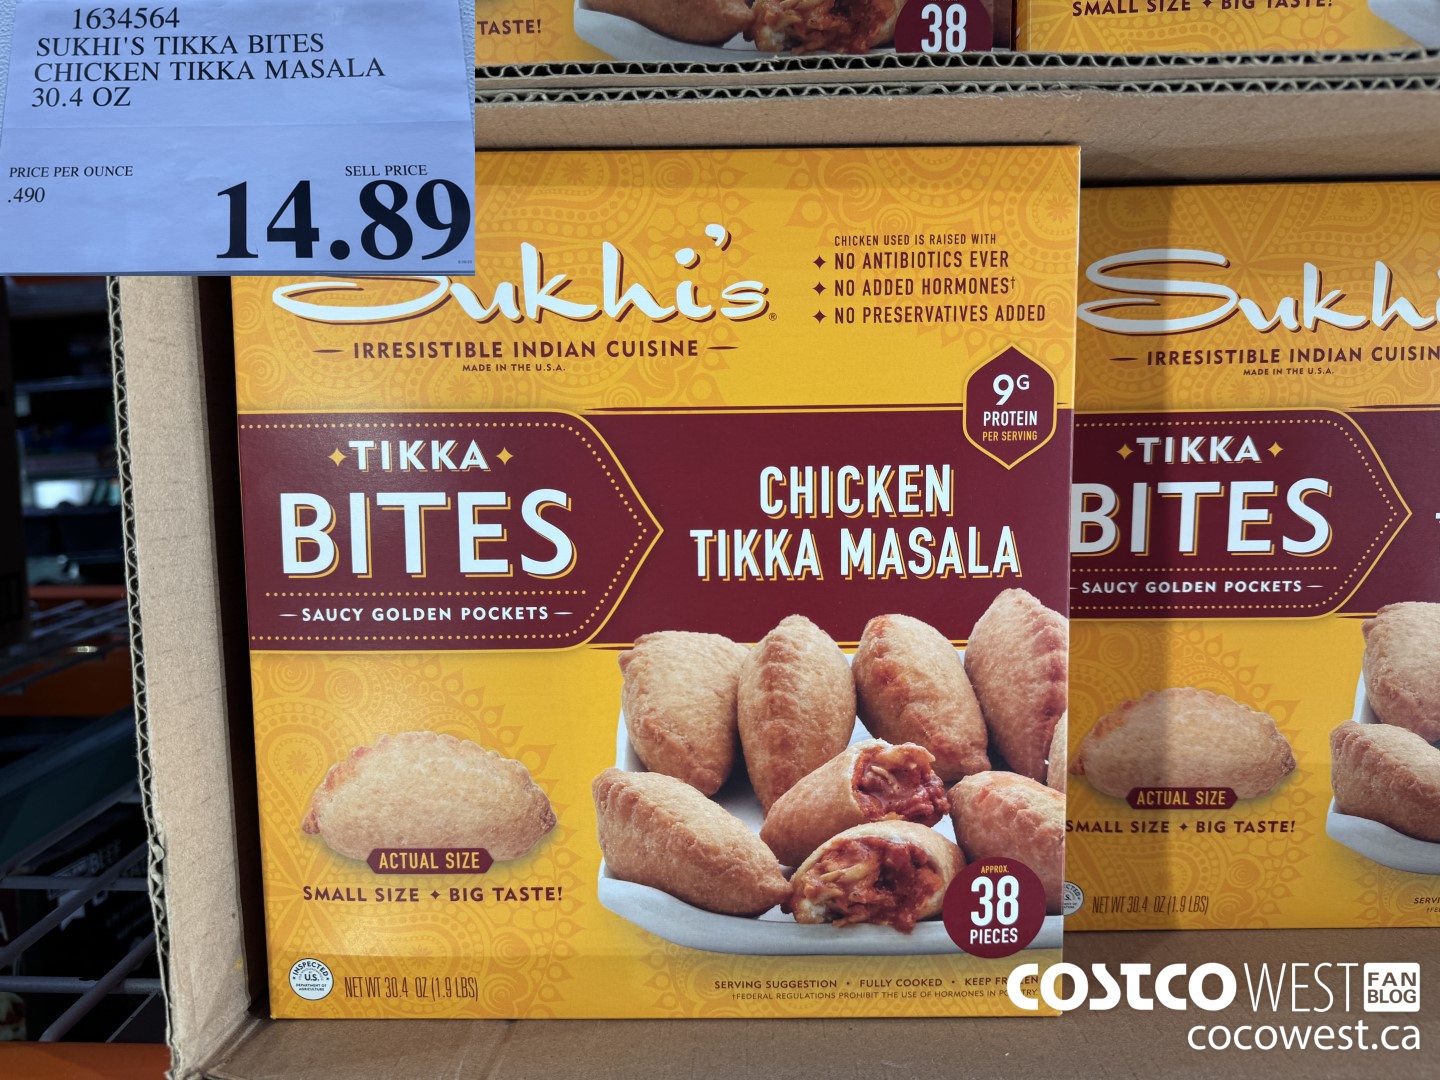 1634564
SUKHI'S TIKKA BITES
CHICKEN TIKKA MASALA
30.4 OZ
PRICE PER OUNCE
.490
SELL PRICE
14.89
TASTE!
38
SMALL SIZE ✦ BIG TASTE!
Sukhi's®
IRRESISTIBLE INDIAN CUISINE
MADE IN THE U.S.A.
CHICKEN USED IS RAISED WITH
✦ NO ANTIBIOTICS EVER
✦ NO ADDED HORMONES†
✦ NO PRESERVATIVES ADDED
9G
PROTEIN
PER SERVING
TIKKA
BITES
SAUCY GOLDEN POCKETS
CHICKEN
TIKKA MASALA
ACTUAL SIZE
SMALL SIZE ✦ BIG TASTE!
APPROX.
38
PIECES
INSPECTED
U.S.
DEPARTMENT OF
AGRICULTURE
NET WT 30.4 OZ (1.9 LBS)
SERVING SUGGESTION • FULLY COOKED • KEEP FROZEN
†FEDERAL REGULATIONS PROHIBIT THE USE OF HORMONES IN POULTRY
Sukhi
IRRESISTIBLE INDIAN CUISIN
MADE IN THE U.S.A.
TIKKA
BITES
SAUCY GOLDEN POCKETS
ACTUAL SIZE
SMALL SIZE ✦ BIG TASTE!
NET WT 30.4 OZ (1.9 LBS)
COSTCO WEST FAN BLOG
cocowest.ca